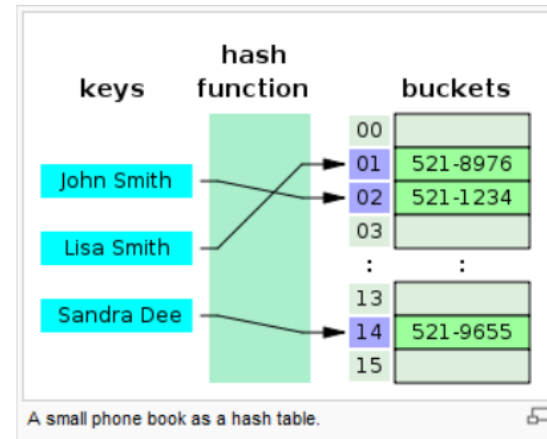 keys
hash
function
buckets
John Smith
Lisa Smith
Sandra Dee
00
01 521-8976
02 521-1234
03
: :
13
14 521-9655
15
A small phone book as a hash table.